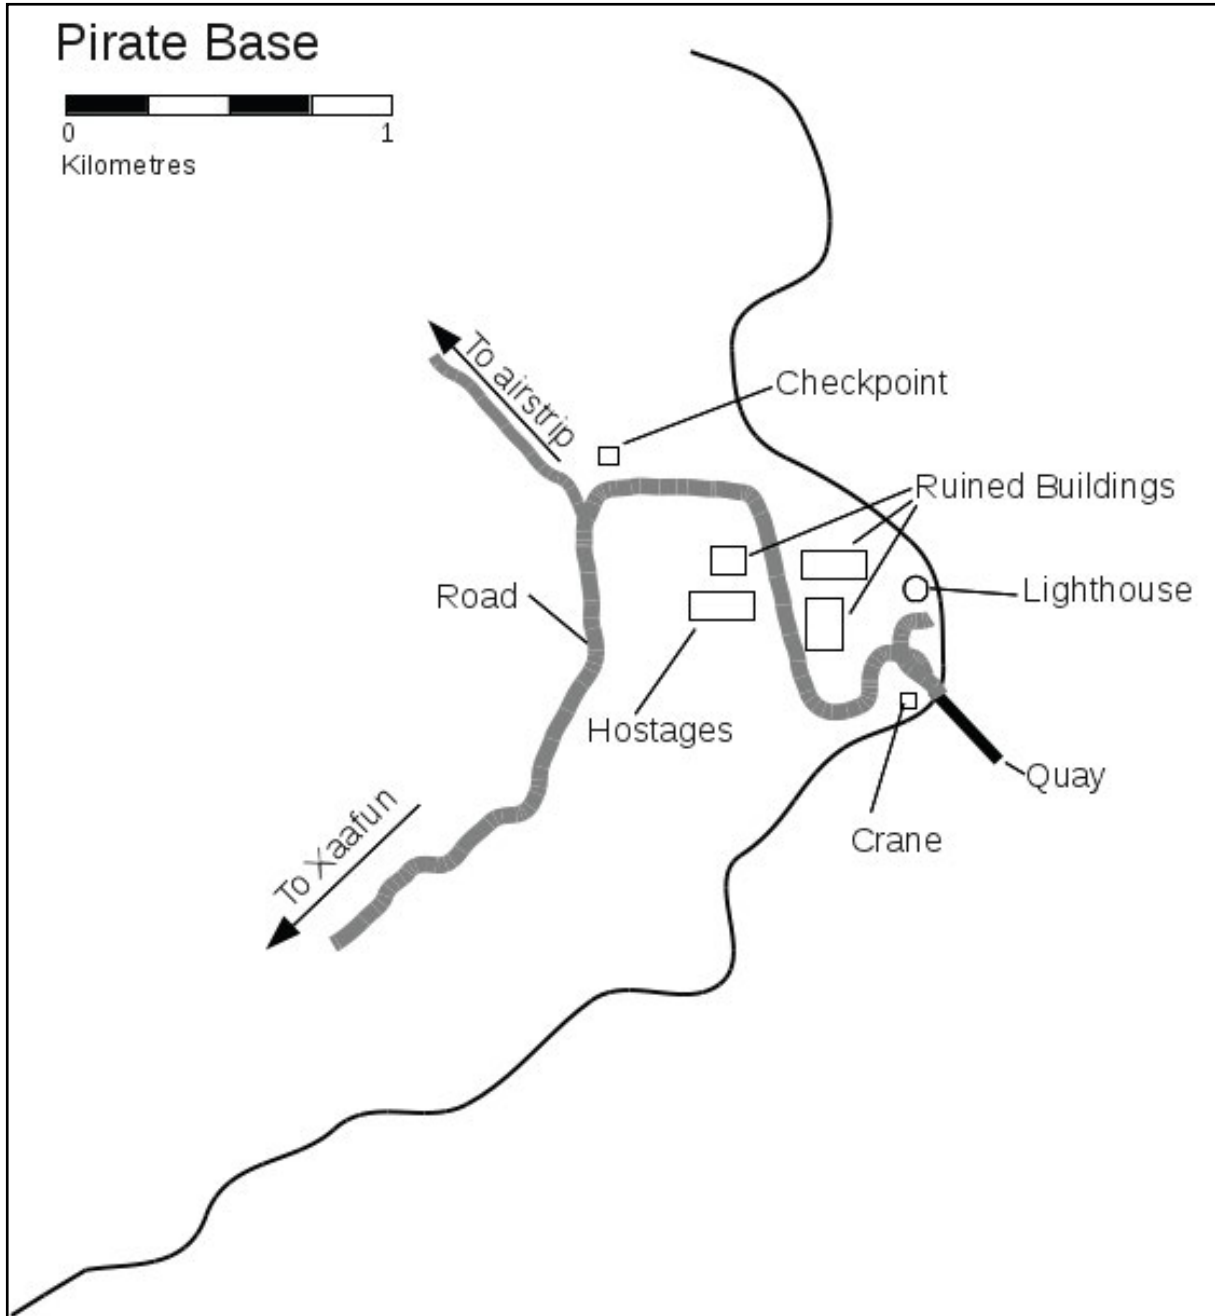 Pirate Base
0 1
Kilometres
To airstrip
Checkpoint
Ruined Buildings
Road
Lighthouse
Hostages
Quay
To Xaafun
Crane